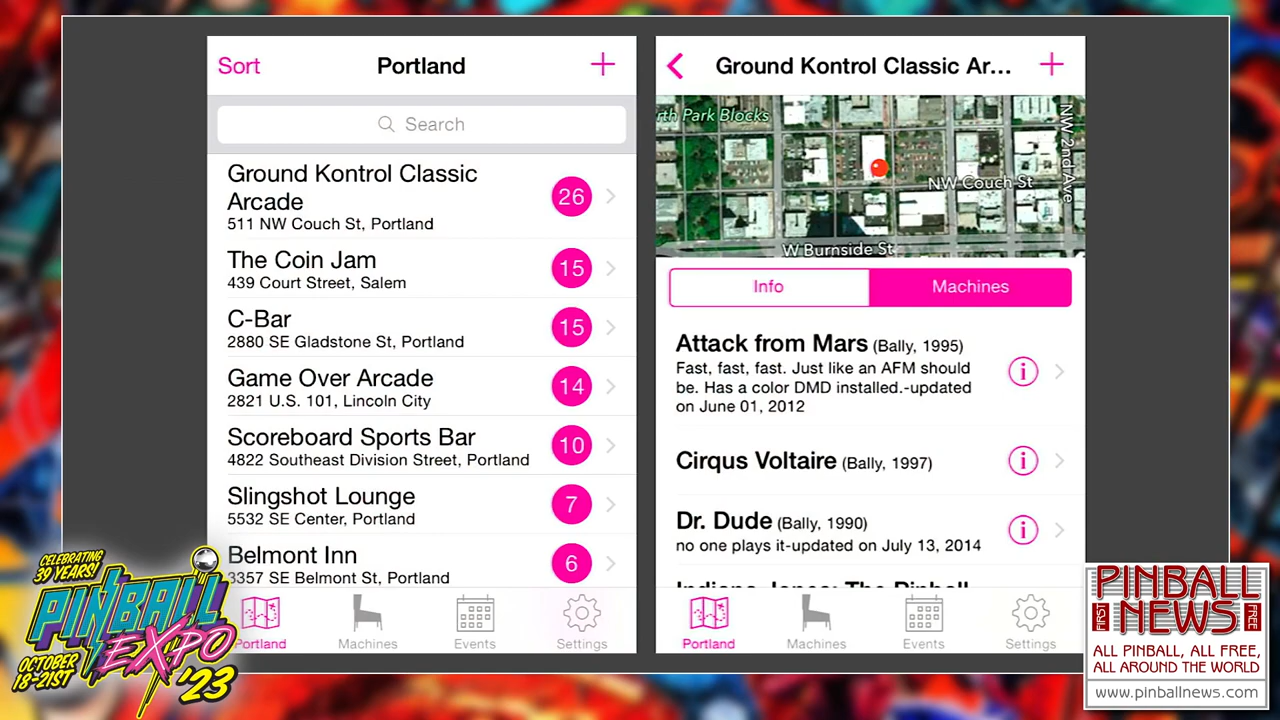 Sort
Portland
+
Search
Ground Kontrol Classic
Arcade
511 NW Couch St, Portland
26
The Coin Jam
439 Court Street, Salem
15
C-Bar
2880 SE Gladstone St, Portland
15
Game Over Arcade
2821 U.S. 101, Lincoln City
14
Scoreboard Sports Bar
4822 Southeast Division Street, Portland
10
Slingshot Lounge
5532 SE Center, Portland
7
Belmont Inn
3357 SE Belmont St, Portland
6
Portland
Machines
Events
Settings
Ground Kontrol Classic Ar...
+
rth Park Blocks
NW 2nd Ave
NW Couch St
W Burnside St
Info
Machines
Attack from Mars (Bally, 1995)
Fast, fast, fast. Just like an AFM should
be. Has a color DMD installed.-updated
on June 01, 2012
Cirqus Voltaire (Bally, 1997)
Dr. Dude (Bally, 1990)
no one plays it-updated on July 13, 2014
Indiana Jones: The Pinball
Portland
Machines
Events
Settings
CELEBRATING
39 YEARS!
PINBALL
EXPO
OCTOBER
18-21ST
'23
PINBALL
FIRST
NEWS
FREE
ALL PINBALL, ALL FREE,
ALL AROUND THE WORLD
www.pinballnews.com